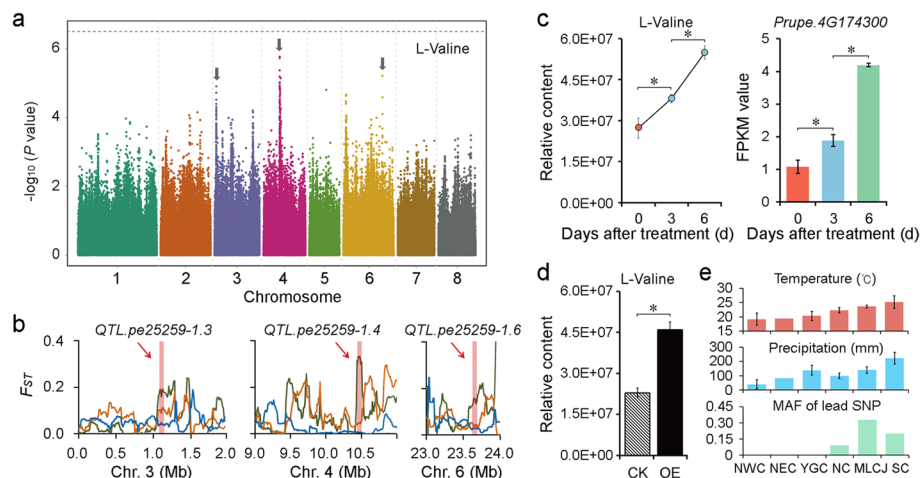 a
L-Valine
-log10 (P value)
6
4
2
0
1 2 3 4 5 6 7 8
Chromosome
b
QTL.pe25259-1.3 QTL.pe25259-1.4 QTL.pe25259-1.6
FST
0.4
0.2
0.0
0.0 0.5 1.0 1.5 2.0
Chr. 3 (Mb)
9.0 9.5 10.0 10.5
Chr. 4 (Mb)
23.0 23.5 24.0
Chr. 6 (Mb)
c
L-Valine
Relative content
6.0E+07
4.5E+07
3.0E+07
1.5E+07
0.0E+00
* *
0 3 6
Days after treatment (d)
Prupe.4G174300
FPKM value
5
4
3
2
1
0
* *
0 3 6
Days after treatment (d)
d
L-Valine
Relative content
6.0E+07
4.5E+07
3.0E+07
1.5E+07
0.0E+00
*
CK OE
e
Temperature (℃)
30
25
20
15
10
Precipitation (mm)
300
200
100
0
MAF of lead SNP
0.45
0.30
0.15
0
NWC NEC YGC NC MLCJ SC